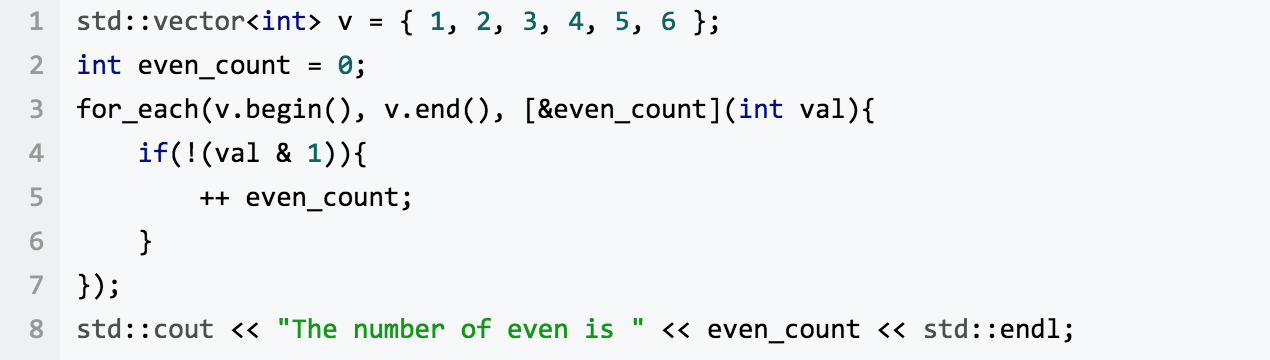 1 std::vector<int> v = { 1, 2, 3, 4, 5, 6 };
2 int even_count = 0;
3 for_each(v.begin(), v.end(), [&even_count](int val){
4     if(!(val & 1)){
5         ++ even_count;
6     }
7 });
8 std::cout << "The number of even is " << even_count << std::endl;